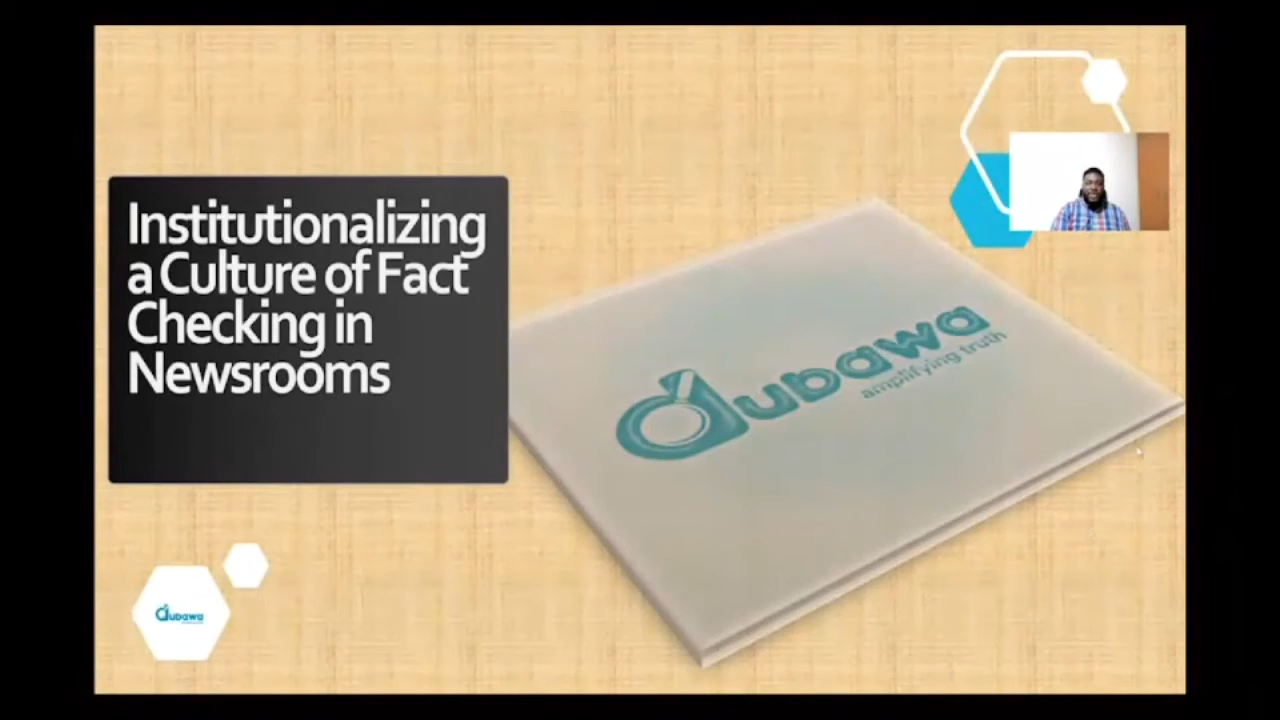 Institutionalizing
a Culture of Fact
Checking in
Newsrooms
dubawa
amplifying truth
dubawa